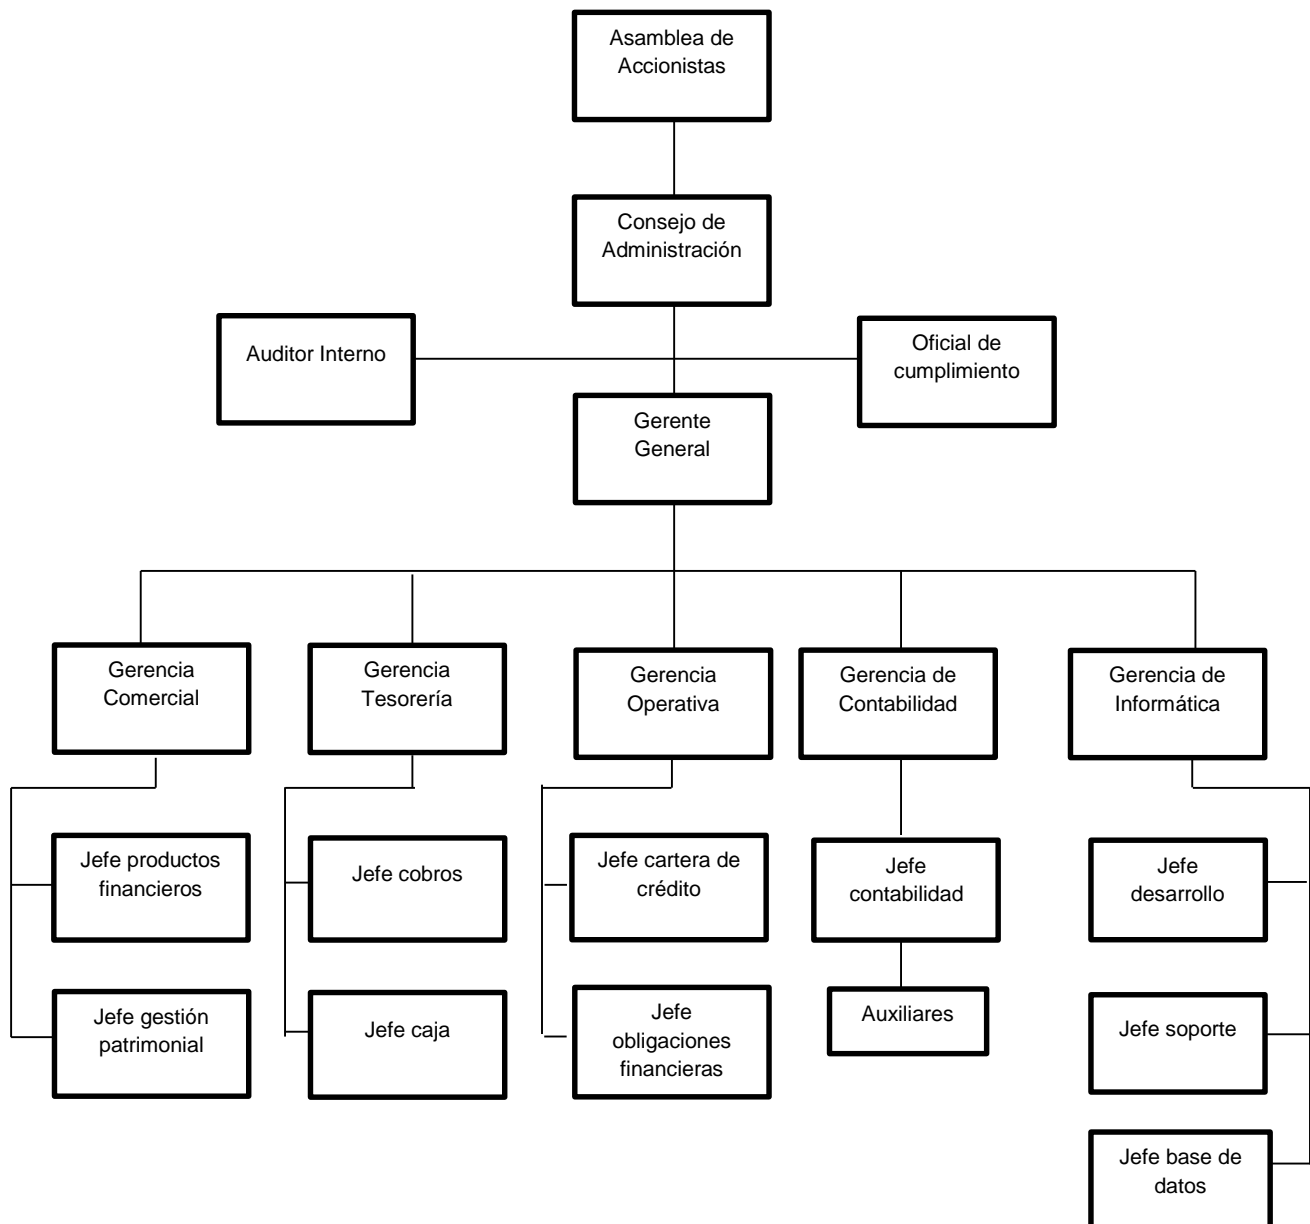 Asamblea de
Accionistas
Consejo de
Administración
Auditor Interno
Oficial de
cumplimiento
Gerente
General
Gerencia
Comercial
Gerencia
Tesorería
Gerencia
Operativa
Gerencia de
Contabilidad
Gerencia de
Informática
Jefe productos
financieros
Jefe cobros
Jefe cartera de
crédito
Jefe
contabilidad
Jefe
desarrollo
Jefe gestión
patrimonial
Jefe caja
Jefe
obligaciones
financieras
Auxiliares
Jefe soporte
Jefe base de
datos